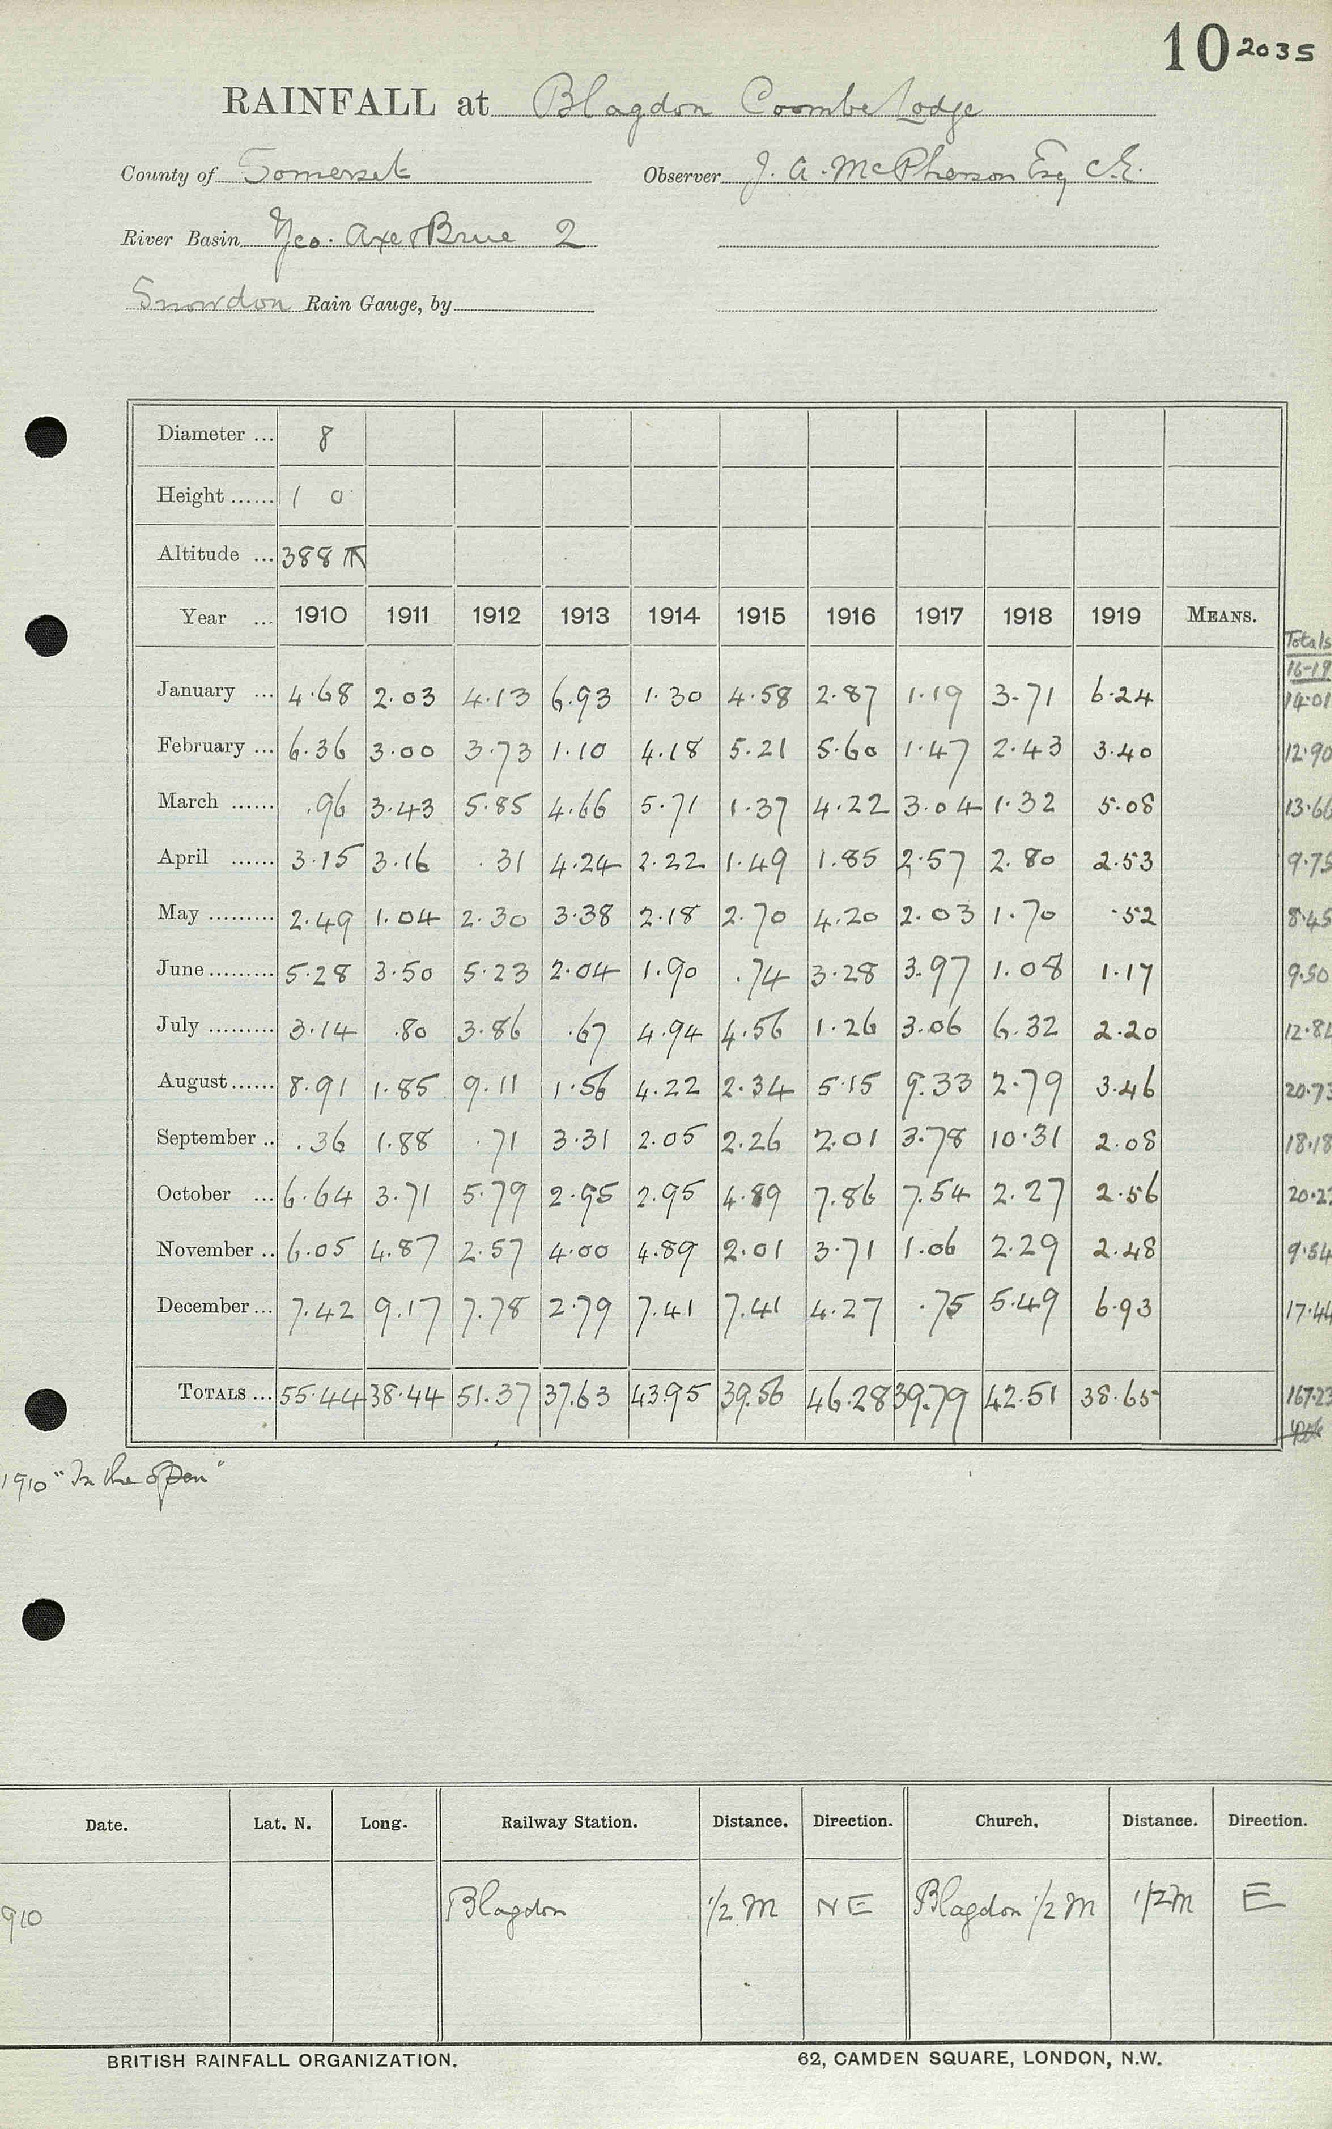 10 2035
RAINFALL at Blagdon Coombe Lodge
County of Somerset Observer J. A. McPherson Esq C.E.
River Basin Yeo. Axe & Brue 2
Snowdon Rain Gauge, by
Diameter ... 8
Height ...... 1 0
Altitude ... 388
Year ... 1910 1911 1912 1913 1914 1915 1916 1917 1918 1919 MEANS. Totals
16-19
January ... 4.68 2.03 4.13 6.93 1.30 4.58 2.87 1.19 3.71 6.24 14.01
February ... 6.36 3.00 3.73 1.10 4.18 5.21 5.60 1.47 2.43 3.40 12.90
March ...... .96 3.43 5.85 4.66 5.71 1.37 4.22 3.04 1.32 5.08 13.66
April ...... 3.15 3.16 .31 4.24 2.22 1.49 1.85 2.57 2.80 2.53 9.75
May ......... 2.49 1.04 2.30 3.38 2.18 2.70 4.20 2.03 1.70 .52 8.45
June ......... 5.28 3.50 5.23 2.04 1.90 .74 3.28 3.97 1.08 1.17 9.50
July ......... 3.14 .80 3.86 .67 4.94 4.56 1.26 3.06 6.32 2.20 12.84
August ...... 8.91 1.85 9.11 1.56 4.22 2.34 5.15 9.33 2.79 3.46 20.73
September .. .36 1.88 .71 3.31 2.05 2.26 2.01 3.78 10.31 2.08 18.18
October ... 6.64 3.71 5.79 2.95 2.95 4.89 7.86 7.54 2.27 2.56 20.23
November .. 6.05 4.87 2.57 4.00 4.89 2.01 3.71 1.06 2.29 2.48 9.54
December ... 7.42 9.17 7.78 2.79 7.41 7.41 4.27 .75 5.49 6.93 17.44
TOTALS ... 55.44 38.44 51.37 37.63 43.95 39.56 46.28 39.79 42.51 38.65 167.23
1910 "In the open"
Date. Lat. N. Long. Railway Station. Distance. Direction. Church. Distance. Direction.
910 Blagdon 1/2 M NE Blagdon 1/2 M 1/2 M E
BRITISH RAINFALL ORGANIZATION. 62, CAMDEN SQUARE, LONDON, N.W.